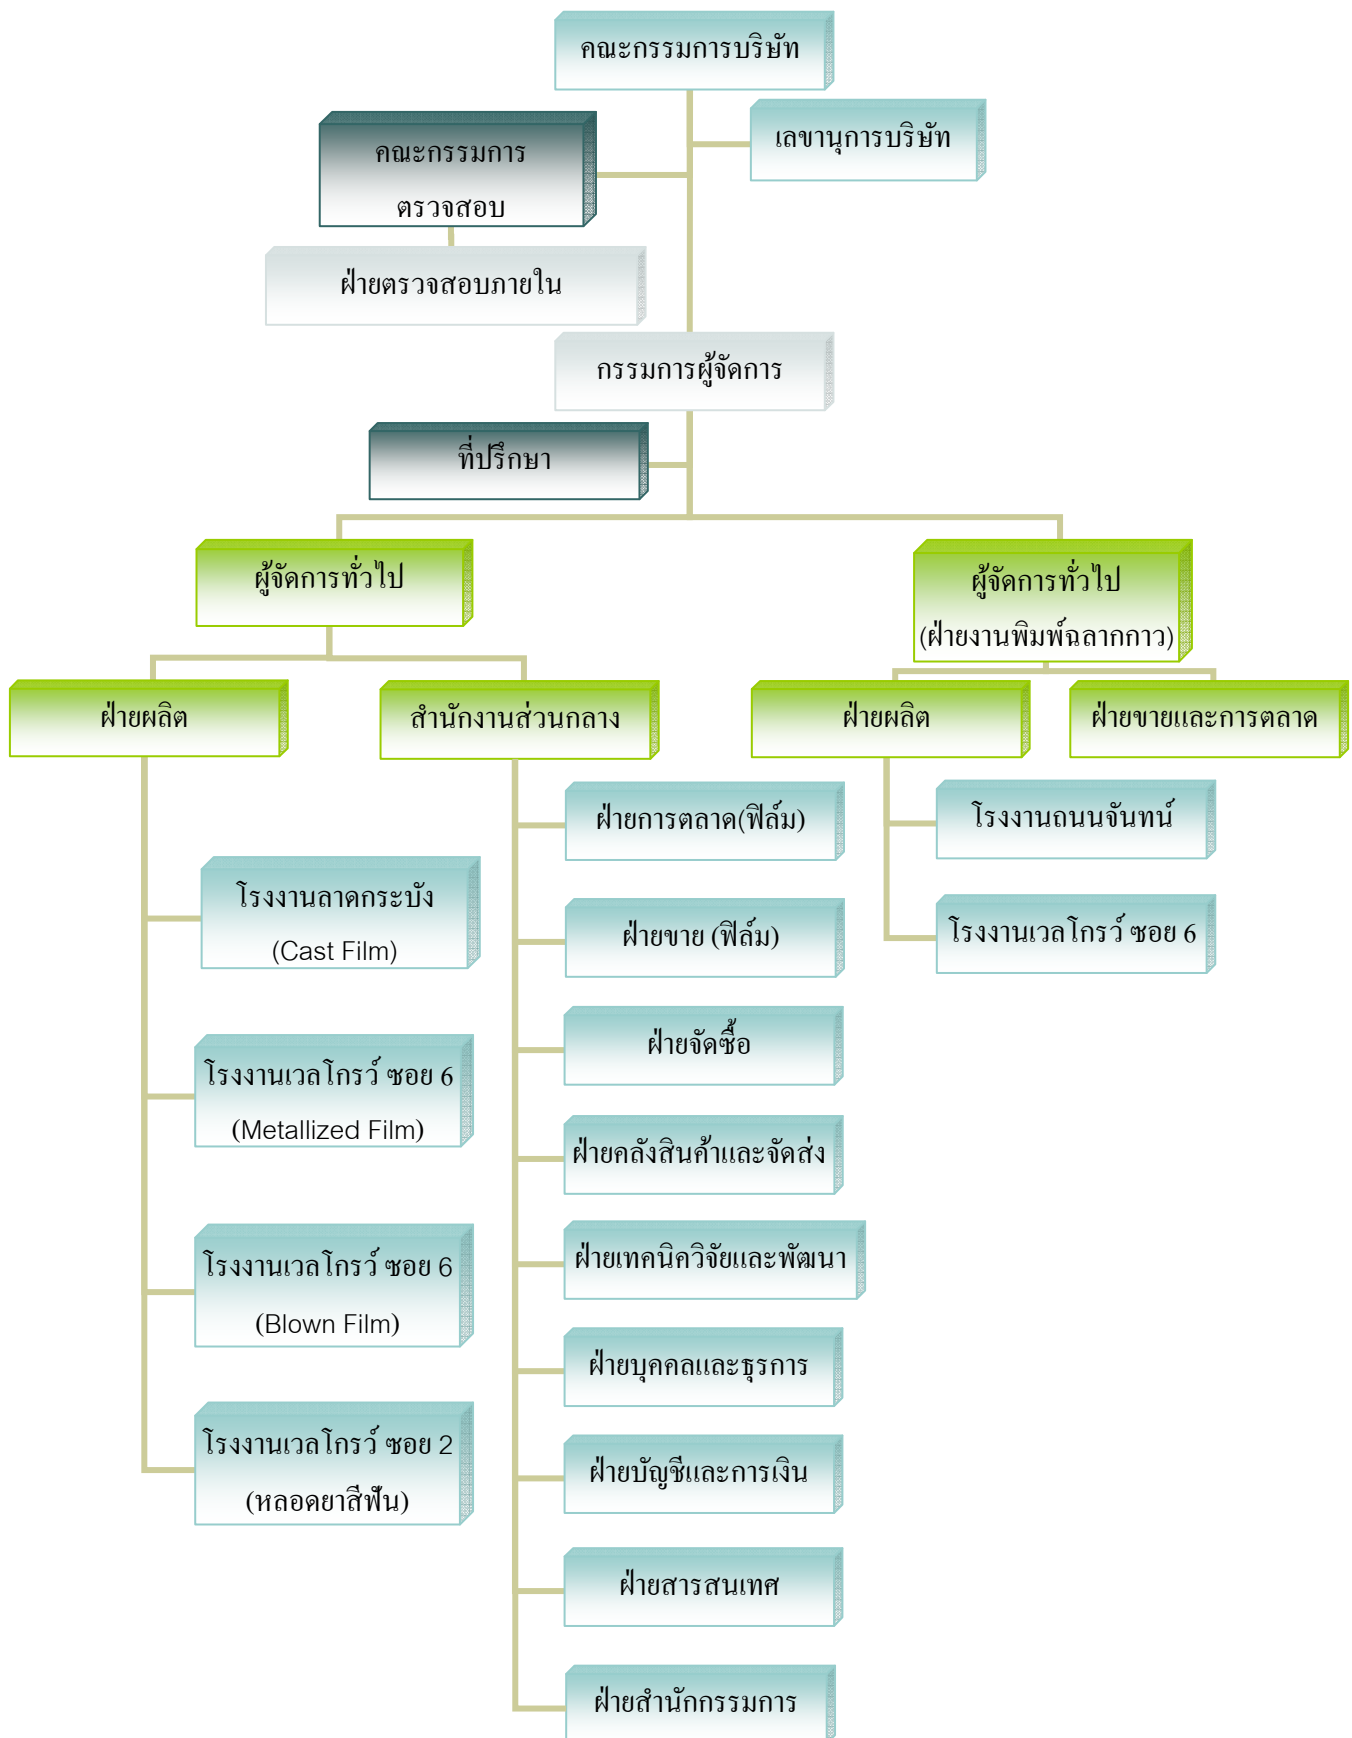 คณะกรรมการบริษัท
เลขานุการบริษัท
คณะกรรมการ
ตรวจสอบ
ฝ่ายตรวจสอบภายใน
กรรมการผู้จัดการ
ที่ปรึกษา
ผู้จัดการทั่วไป
ผู้จัดการทั่วไป
(ฝ่ายงานพิมพ์ฉลากกาว)
ฝ่ายผลิต
สำนักงานส่วนกลาง
ฝ่ายผลิต
ฝ่ายขายและการตลาด
โรงงานลาดกระบัง
(Cast Film)
โรงงานเวลโกรว์ ซอย 6
(Metallized Film)
โรงงานเวลโกรว์ ซอย 6
(Blown Film)
โรงงานเวลโกรว์ ซอย 2
(หลอดยาสีฟัน)
ฝ่ายการตลาด(ฟิล์ม)
ฝ่ายขาย (ฟิล์ม)
ฝ่ายจัดซื้อ
ฝ่ายคลังสินค้าและจัดส่ง
ฝ่ายเทคนิควิจัยและพัฒนา
ฝ่ายบุคคลและธุรการ
ฝ่ายบัญชีและการเงิน
ฝ่ายสารสนเทศ
ฝ่ายสำนักกรรมการ
โรงงานถนนจันทน์
โรงงานเวลโกรว์ ซอย 6